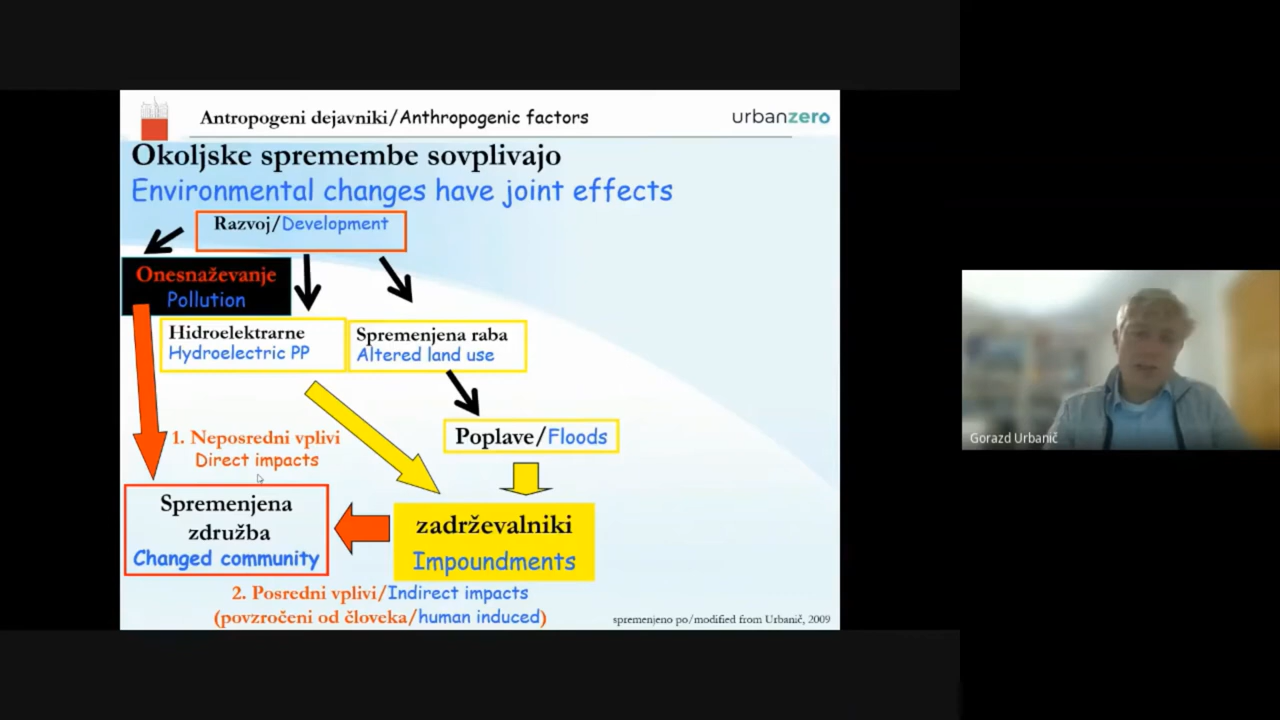 Antropogeni dejavniki/Anthropogenic factors
urbanzero
Okoljske spremembe sovplivajo
Environmental changes have joint effects
Razvoj/Development
Onesnaževanje
Pollution
Hidroelektrarne
Hydroelectric PP
Spremenjena raba
Altered land use
Poplave/Floods
1. Neposredni vplivi
Direct impacts
Spremenjena
združba
Changed community
zadrževalniki
Impoundments
2. Posredni vplivi/Indirect impacts
(povzročeni od človeka/human induced)
spremenjeno po/modified from Urbanič, 2009
Gorazd Urbanič